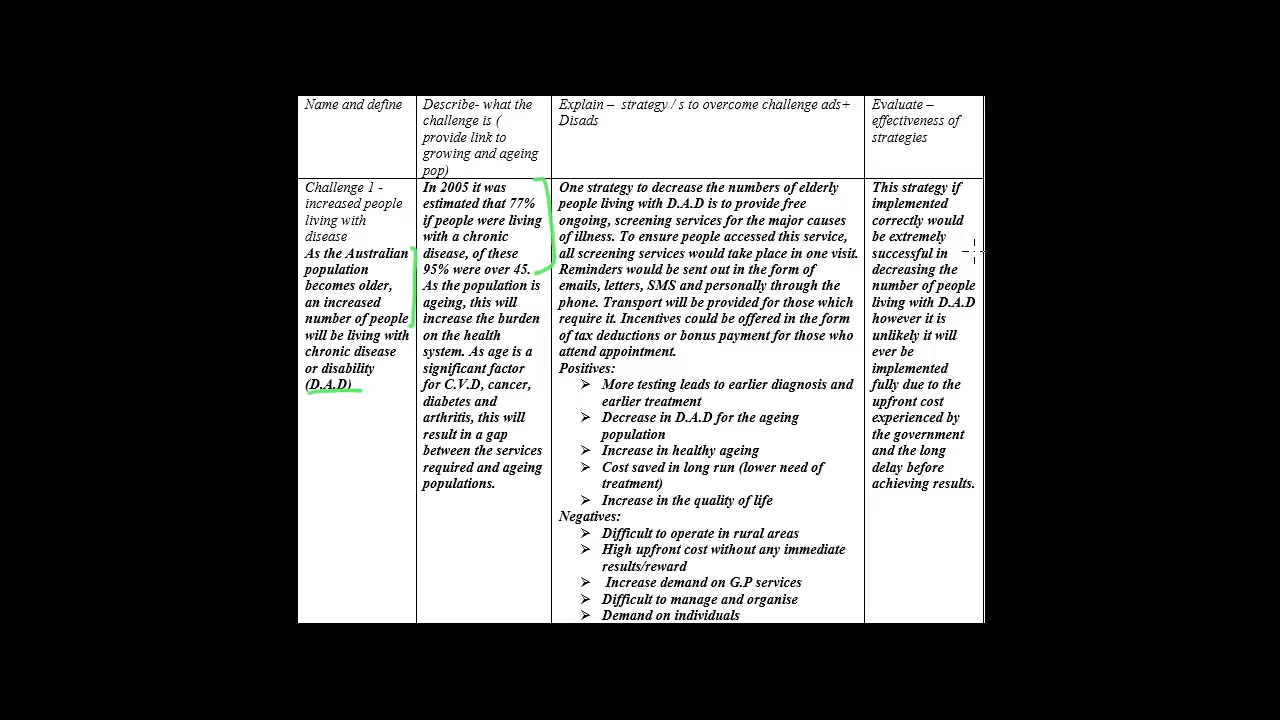 Name and define
Describe- what the
challenge is (
provide link to
growing and ageing
pop)
Explain – strategy / s to overcome challenge ads+
Disads
Evaluate –
effectiveness of
strategies
Challenge 1 -
increased people
living with
disease
As the Australian
population
becomes older,
an increased
number of people
will be living with
chronic disease
or disability
(D.A.D)
In 2005 it was
estimated that 77%
if people were living
with a chronic
disease, of these
95% were over 45.
As the population is
ageing, this will
increase the burden
on the health
system. As age is a
significant factor
for C.V.D, cancer,
diabetes and
arthritis, this will
result in a gap
between the services
required and ageing
populations.
One strategy to decrease the numbers of elderly
people living with D.A.D is to provide free
ongoing, screening services for the major causes
of illness. To ensure people accessed this service,
all screening services would take place in one visit.
Reminders would be sent out in the form of
emails, letters, SMS and personally through the
phone. Transport will be provided for those which
require it. Incentives could be offered in the form
of tax deductions or bonus payment for those who
attend appointment.
Positives:
➢ More testing leads to earlier diagnosis and
earlier treatment
➢ Decrease in D.A.D for the ageing
population
➢ Increase in healthy ageing
➢ Cost saved in long run (lower need of
treatment)
➢ Increase in the quality of life
Negatives:
➢ Difficult to operate in rural areas
➢ High upfront cost without any immediate
results/reward
➢ Increase demand on G.P services
➢ Difficult to manage and organise
➢ Demand on individuals
This strategy if
implemented
correctly would
be extremely
successful in
decreasing the
number of people
living with D.A.D
however it is
unlikely it will
ever be
implemented
fully due to the
upfront cost
experienced by
the government
and the long
delay before
achieving results.